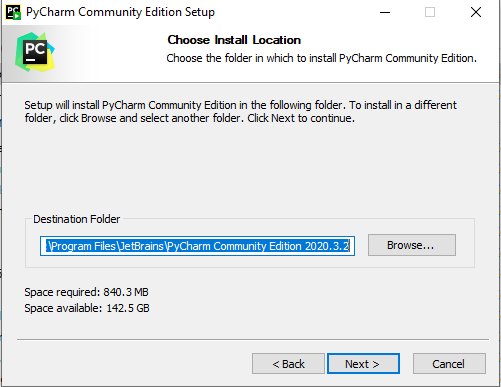 PyCharm Community Edition Setup
PC
Choose Install Location
Choose the folder in which to install PyCharm Community Edition.
Setup will install PyCharm Community Edition in the following folder. To install in a different
folder, click Browse and select another folder. Click Next to continue.
Destination Folder
:\Program Files\JetBrains\PyCharm Community Edition 2020.3.2
Browse...
Space required: 840.3 MB
Space available: 142.5 GB
< Back
Next >
Cancel